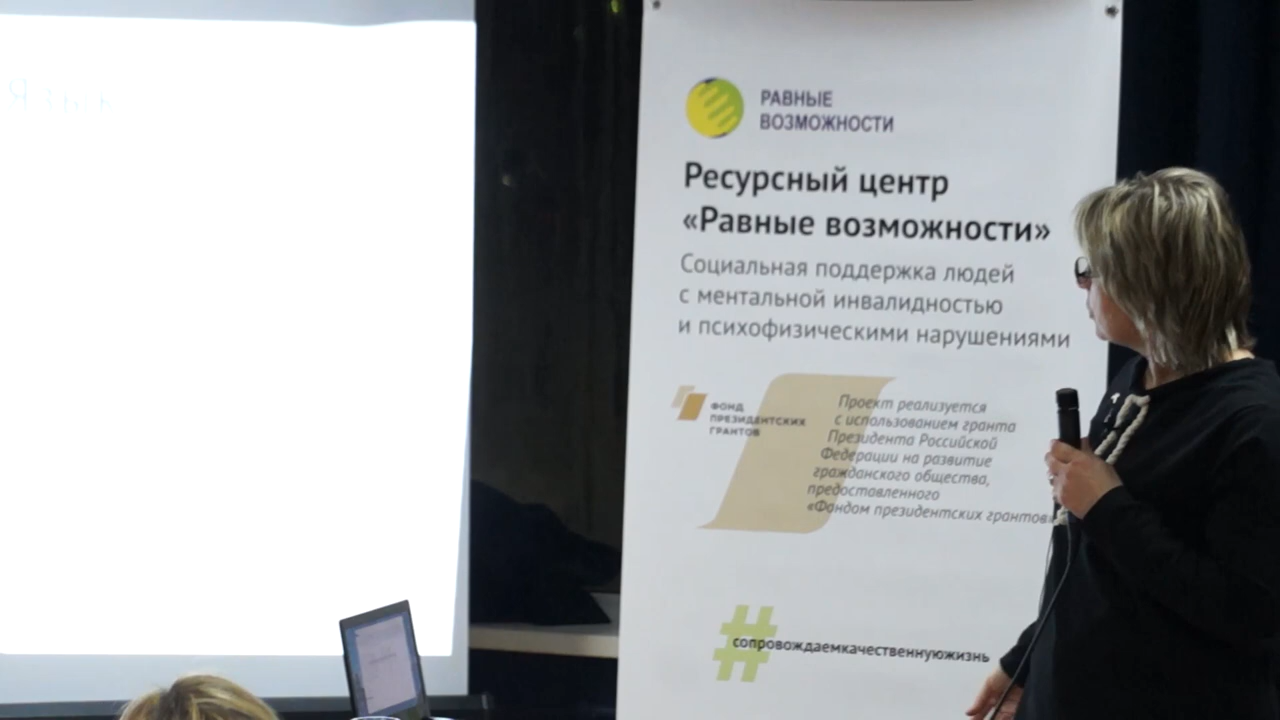 Язык
РАВНЫЕ
ВОЗМОЖНОСТИ
Ресурсный центр
«Равные возможности»
Социальная поддержка людей
с ментальной инвалидностью
и психофизическими нарушениями
ФОНД
ПРЕЗИДЕНТСКИХ
ГРАНТОВ
Проект реализуется
с использованием гранта
Президента Российской
Федерации на развитие
гражданского общества,
предоставленного
«Фондом президентских грантов»
#сопровождаемкачественнуюжизнь